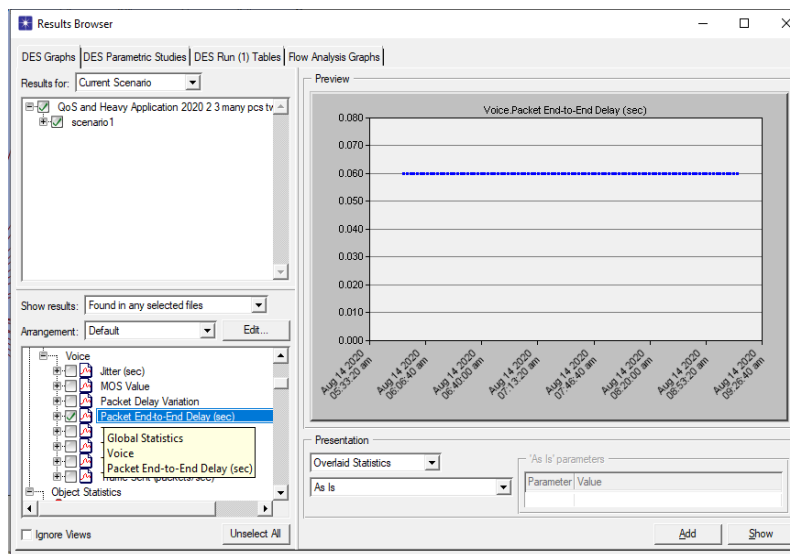 Results Browser
DES Graphs DES Parametric Studies DES Run (1) Tables Flow Analysis Graphs
Results for: Current Scenario
QoS and Heavy Application 2020 2 3 many pcs tw
scenario1
Show results: Found in any selected files
Arrangement: Default Edit...
Voice
Jitter (sec)
MOS Value
Packet Delay Variation
Packet End-to-End Delay (sec)
Global Statistics
Voice
Packet End-to-End Delay (sec)
Object Statistics
Ignore Views Unselect All
Preview
Voice.Packet End-to-End Delay (sec)
0.080
0.070
0.060
0.050
0.040
0.030
0.020
0.010
0.000
Aug 14 2020
05:33:20 am
Aug 14 2020
06:06:40 am
Aug 14 2020
06:40:00 am
Aug 14 2020
07:13:20 am
Aug 14 2020
07:46:40 am
Aug 14 2020
08:20:00 am
Aug 14 2020
08:53:20 am
Aug 14 2020
09:26:40 am
Presentation
Overlaid Statistics
As Is
'As Is' parameters
Parameter Value
Add Show